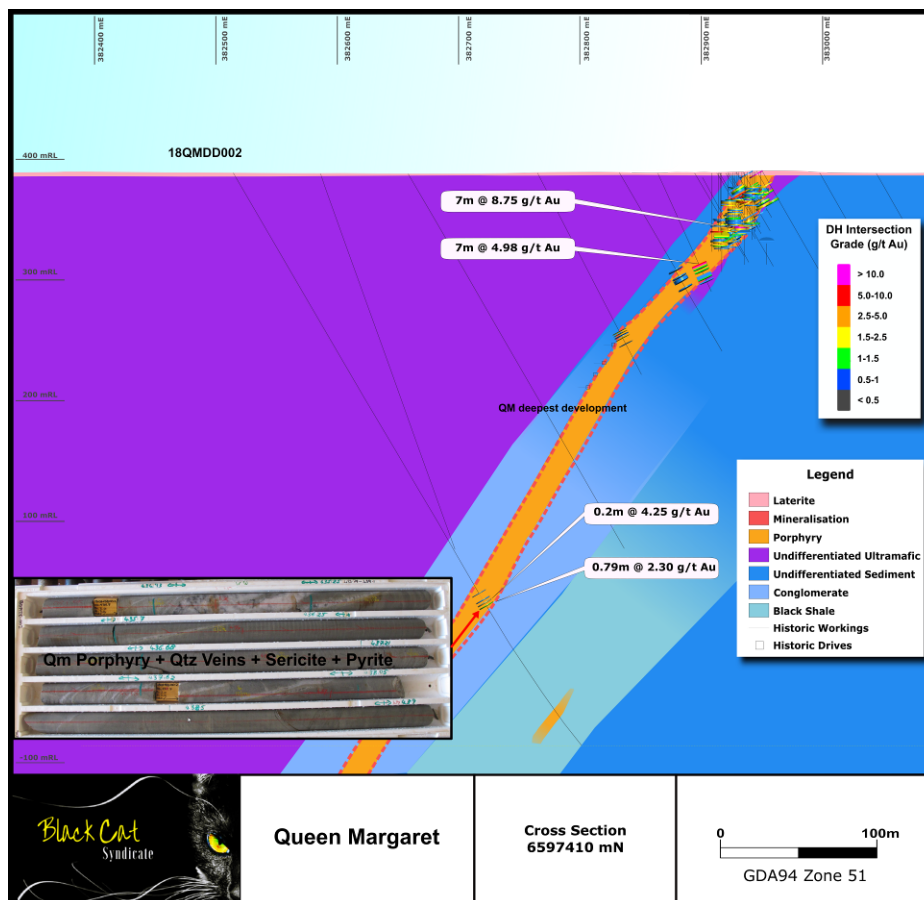 382400 mE
382500 mE
382600 mE
382700 mE
382800 mE
382900 mE
383000 mE
400 mRL
18QMDD002
7m @ 8.75 g/t Au
7m @ 4.98 g/t Au
300 mRL
DH Intersection
Grade (g/t Au)
> 10.0
5.0-10.0
2.5-5.0
1.5-2.5
1-1.5
0.5-1
< 0.5
200 mRL
QM deepest development
100 mRL
0.2m @ 4.25 g/t Au
0.79m @ 2.30 g/t Au
Legend
Laterite
Mineralisation
Porphyry
Undifferentiated Ultramafic
Undifferentiated Sediment
Conglomerate
Black Shale
Historic Workings
Historic Drives
Qm Porphyry + Qtz Veins + Sericite + Pyrite
-100 mRL
Black Cat
Syndicate
Queen Margaret
Cross Section
6597410 mN
0 100m
GDA94 Zone 51